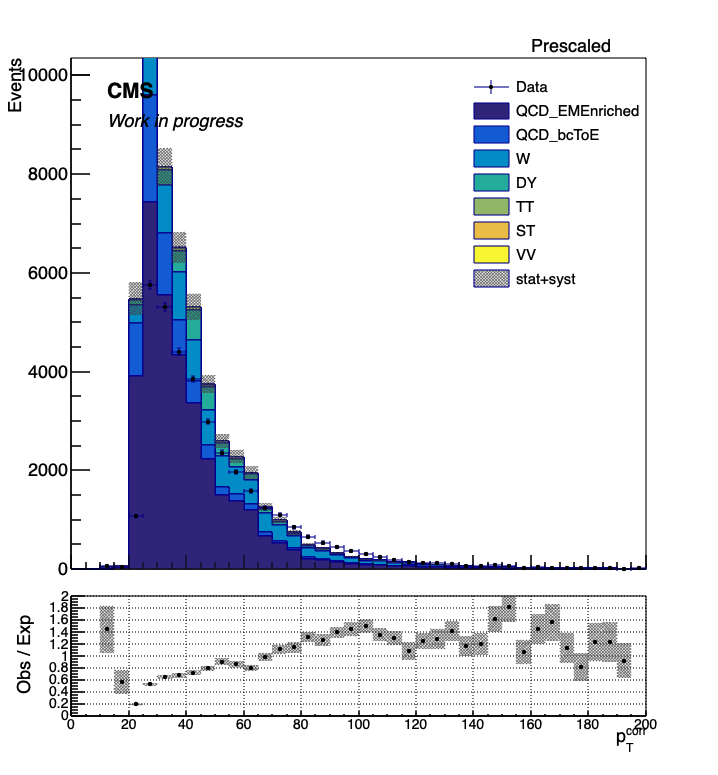 Prescaled
Events
10000
8000
6000
4000
2000
0
CMS
Work in progress
Data
QCD_EMEnriched
QCD_bcToE
W
DY
TT
ST
VV
stat+syst
Obs / Exp
2
1.8
1.6
1.4
1.2
1
0.8
0.6
0.4
0.2
0
0 20 40 60 80 100 120 140 160 180 200
p_T^corr